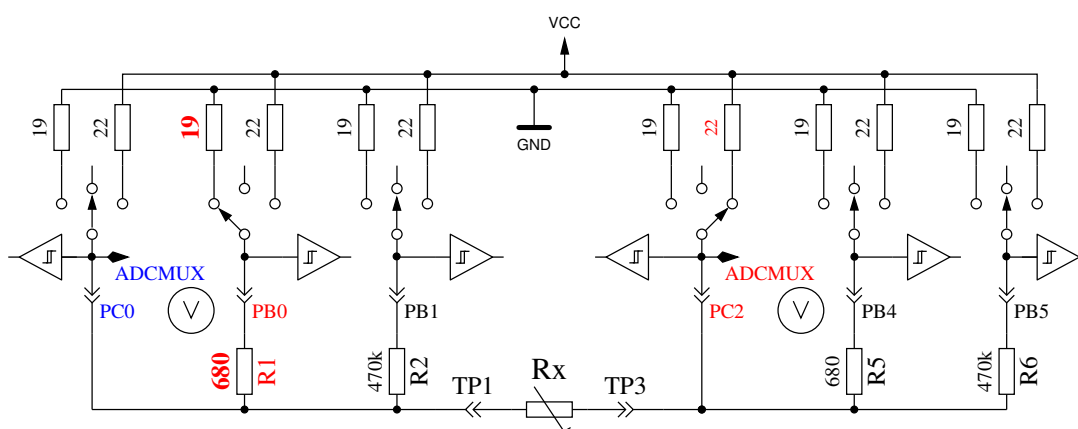 VCC
19
22
19
22
19
22
GND
19
22
19
22
19
22
ADCMUX
ADCMUX
PC0
V
PB0
PB1
PC2
V
PB4
PB5
680
R1
470k
R2
TP1
Rx
TP3
680
R5
470k
R6